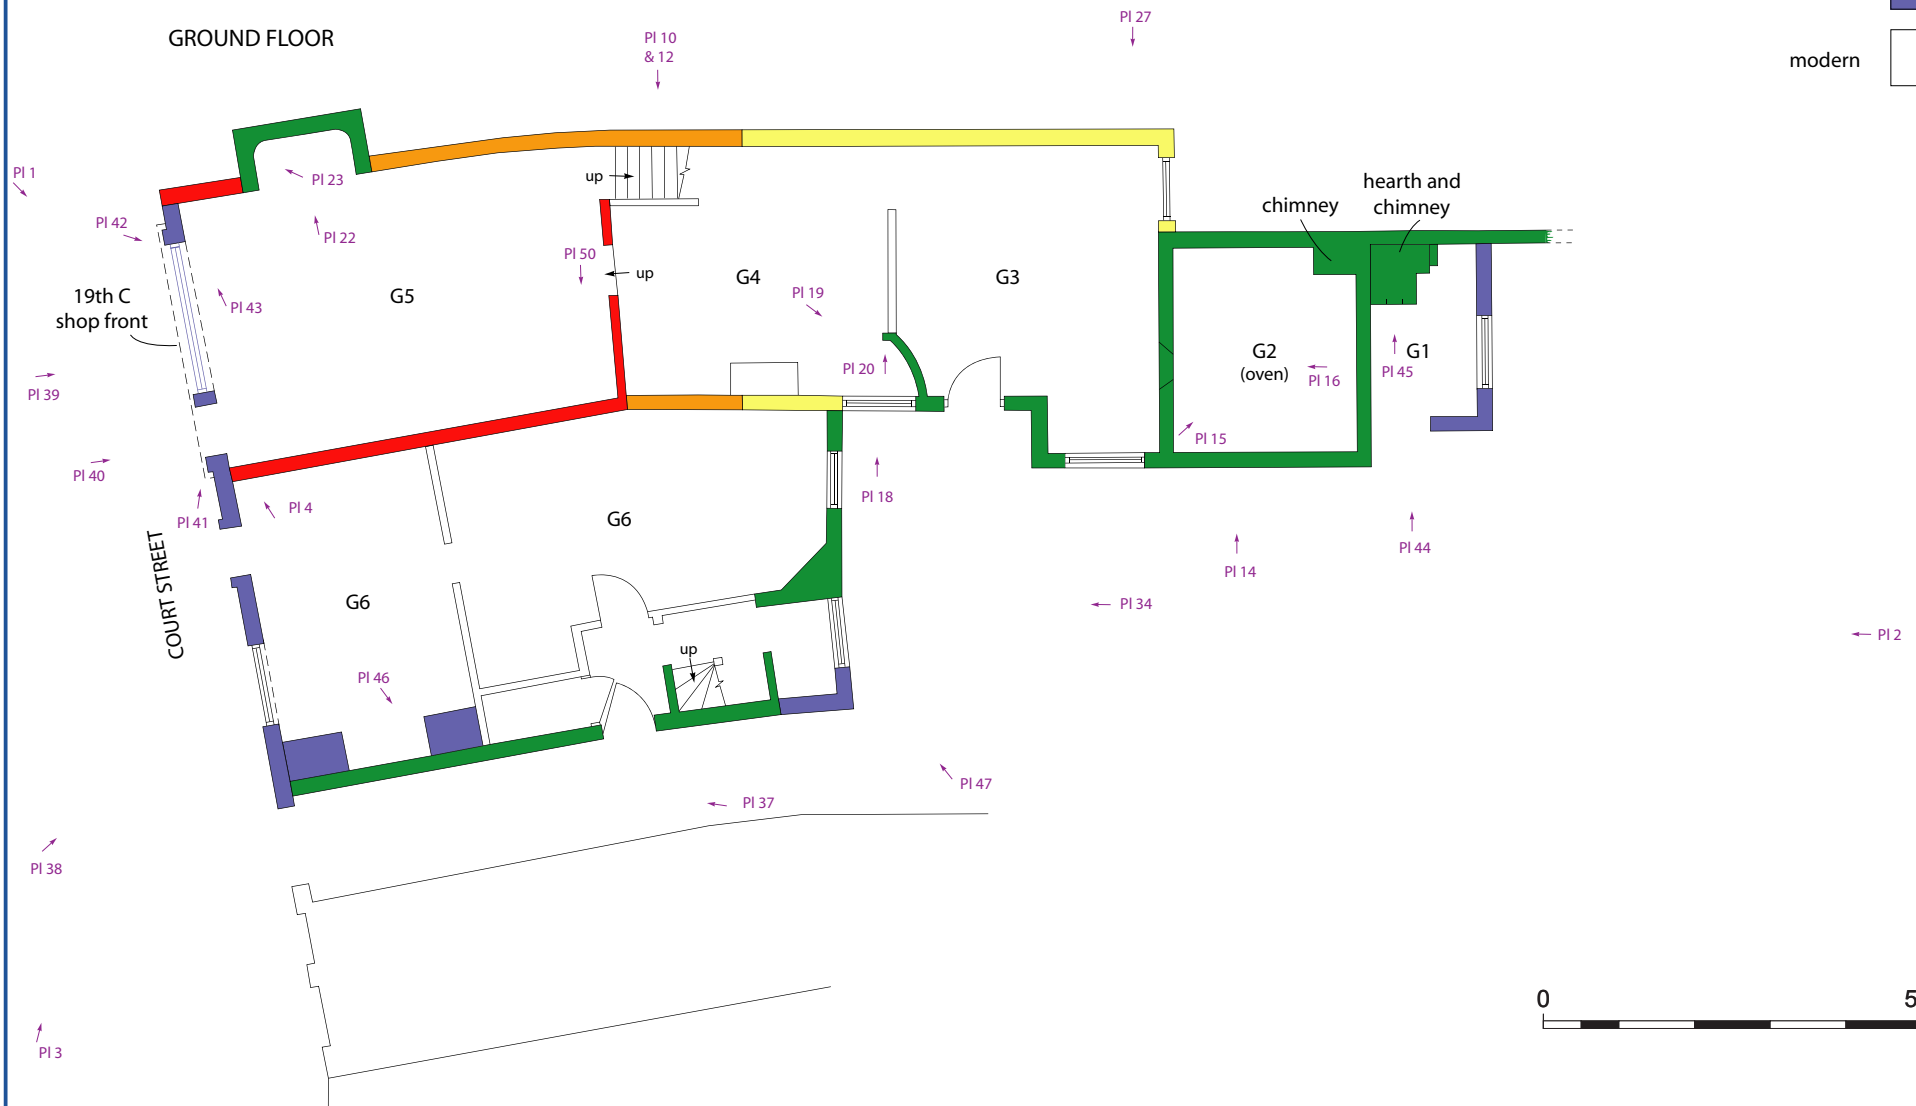 GROUND FLOOR
Pl 10
& 12
Pl 27
modern
Pl 1
Pl 23
up
hearth and
chimney
chimney
Pl 42
Pl 22
Pl 50
up
G4
G3
19th C
shop front
G5
Pl 43
Pl 19
G2
(oven)
G1
Pl 16
Pl 45
Pl 20
Pl 39
Pl 15
Pl 40
Pl 41
Pl 4
Pl 18
G6
Pl 44
Pl 14
COURT STREET
G6
Pl 34
Pl 2
up
Pl 46
Pl 47
Pl 37
Pl 38
Pl 3
0
5